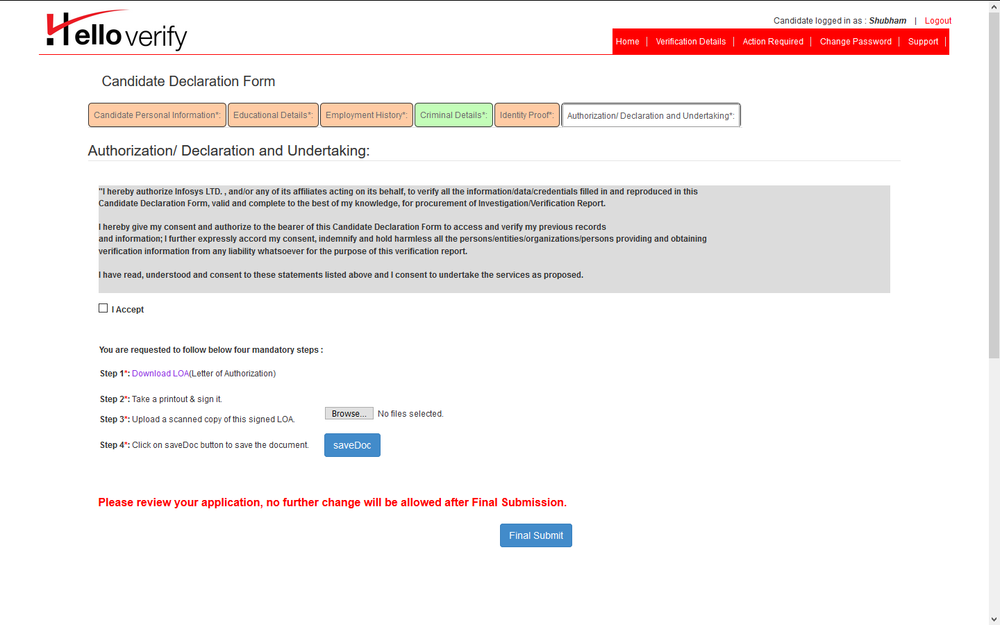 Hello verify
Candidate logged in as : Shubham | Logout
Home | Verification Details | Action Required | Change Password | Support |
Candidate Declaration Form
Candidate Personal Information*: Educational Details*: Employment History*: Criminal Details*: Identity Proof*: Authorization/ Declaration and Undertaking*:
Authorization/ Declaration and Undertaking:
"I hereby authorize Infosys LTD. , and/or any of its affiliates acting on its behalf, to verify all the information/data/credentials filled in and reproduced in this
Candidate Declaration Form, valid and complete to the best of my knowledge, for procurement of Investigation/Verification Report.
I hereby give my consent and authorize to the bearer of this Candidate Declaration Form to access and verify my previous records
and information; I further expressly accord my consent, indemnify and hold harmless all the persons/entities/organizations/persons providing and obtaining
verification information from any liability whatsoever for the purpose of this verification report.
I have read, understood and consent to these statements listed above and I consent to undertake the services as proposed.
I Accept
You are requested to follow below four mandatory steps :
Step 1*: Download LOA(Letter of Authorization)
Step 2*: Take a printout & sign it.
Step 3*: Upload a scanned copy of this signed LOA. Browse... No files selected.
Step 4*: Click on saveDoc button to save the document. saveDoc
Please review your application, no further change will be allowed after Final Submission.
Final Submit